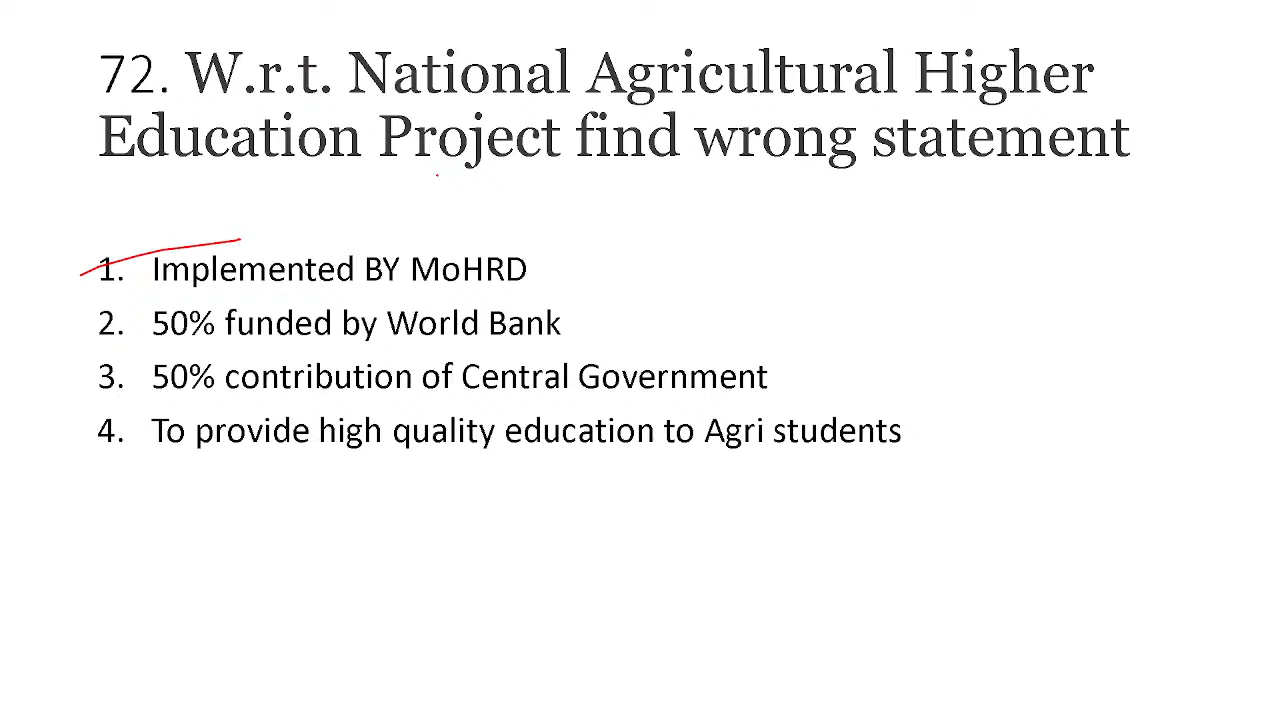 72. W.r.t. National Agricultural Higher
Education Project find wrong statement
1. Implemented BY MoHRD
2. 50% funded by World Bank
3. 50% contribution of Central Government
4. To provide high quality education to Agri students